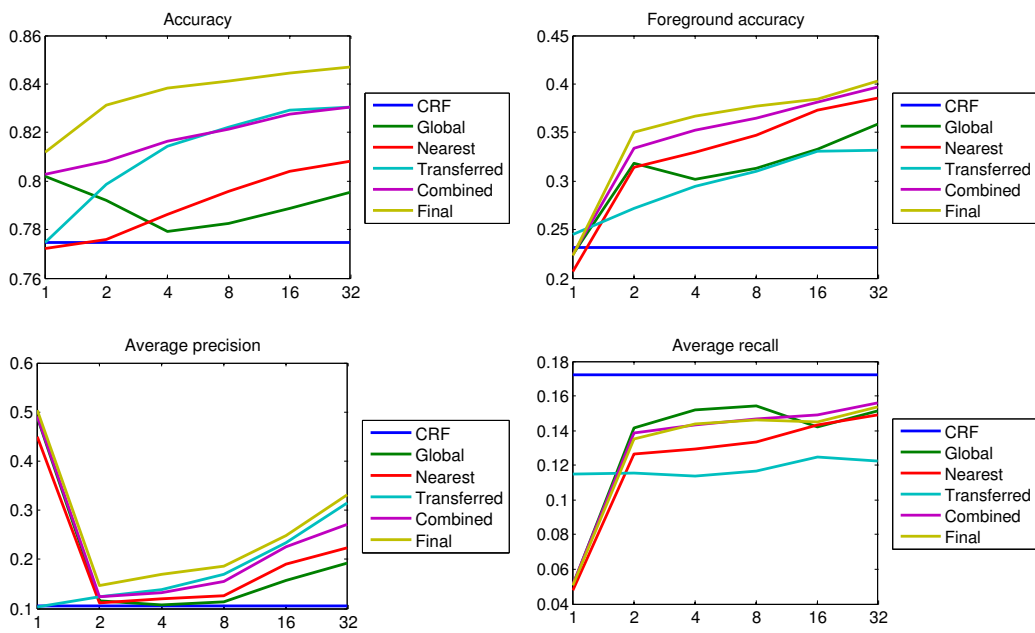 Accuracy
0.86
0.84
0.82
0.8
0.78
0.76
1 2 4 8 16 32
CRF
Global
Nearest
Transferred
Combined
Final
Foreground accuracy
0.45
0.4
0.35
0.3
0.25
0.2
1 2 4 8 16 32
CRF
Global
Nearest
Transferred
Combined
Final
Average precision
0.6
0.5
0.4
0.3
0.2
0.1
1 2 4 8 16 32
CRF
Global
Nearest
Transferred
Combined
Final
Average recall
0.18
0.16
0.14
0.12
0.1
0.08
0.06
0.04
1 2 4 8 16 32
CRF
Global
Nearest
Transferred
Combined
Final